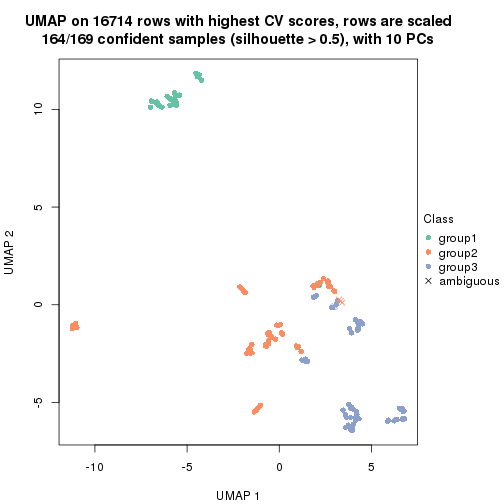 UMAP on 16714 rows with highest CV scores, rows are scaled
164/169 confident samples (silhouette > 0.5), with 10 PCs
10
5
0
-5
UMAP 2
-10
-5
0
5
UMAP 1
Class
group1
group2
group3
ambiguous